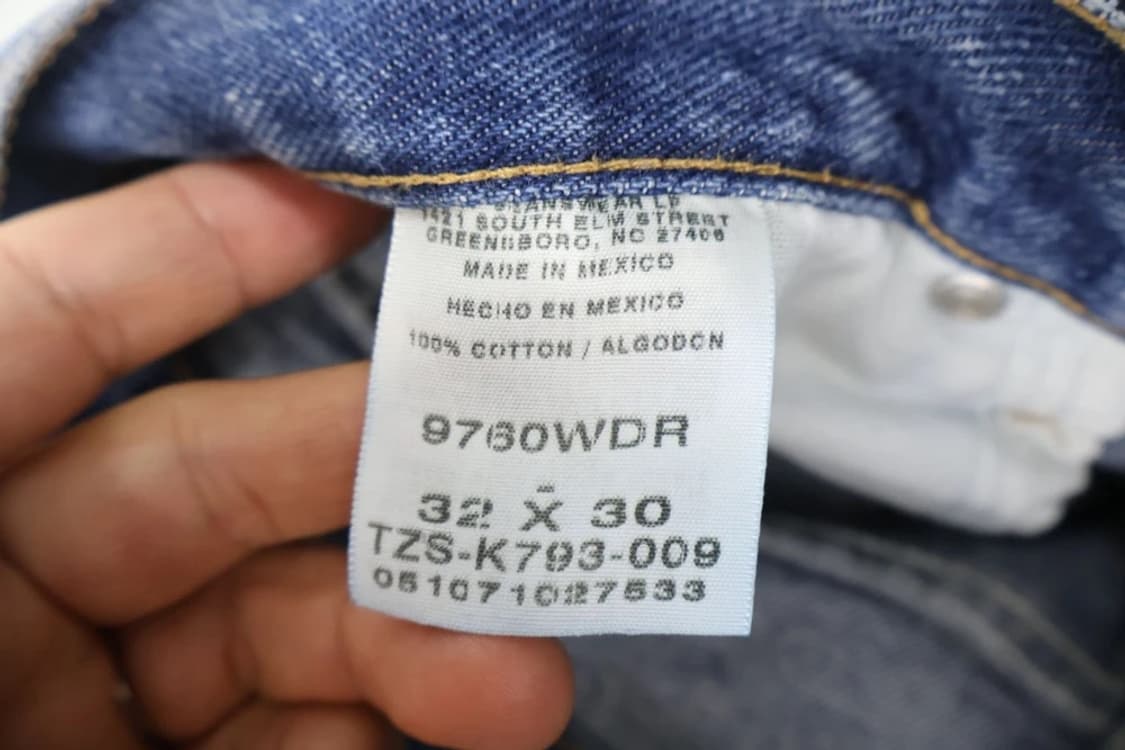 JEANSWEAR LP
1421 SOUTH ELM STREET
GREENSBORO, NC 27406
MADE IN MEXICO
HECHO EN MEXICO
100% COTTON / ALGODON
9760WDR
32 X 30
TZS-K793-009